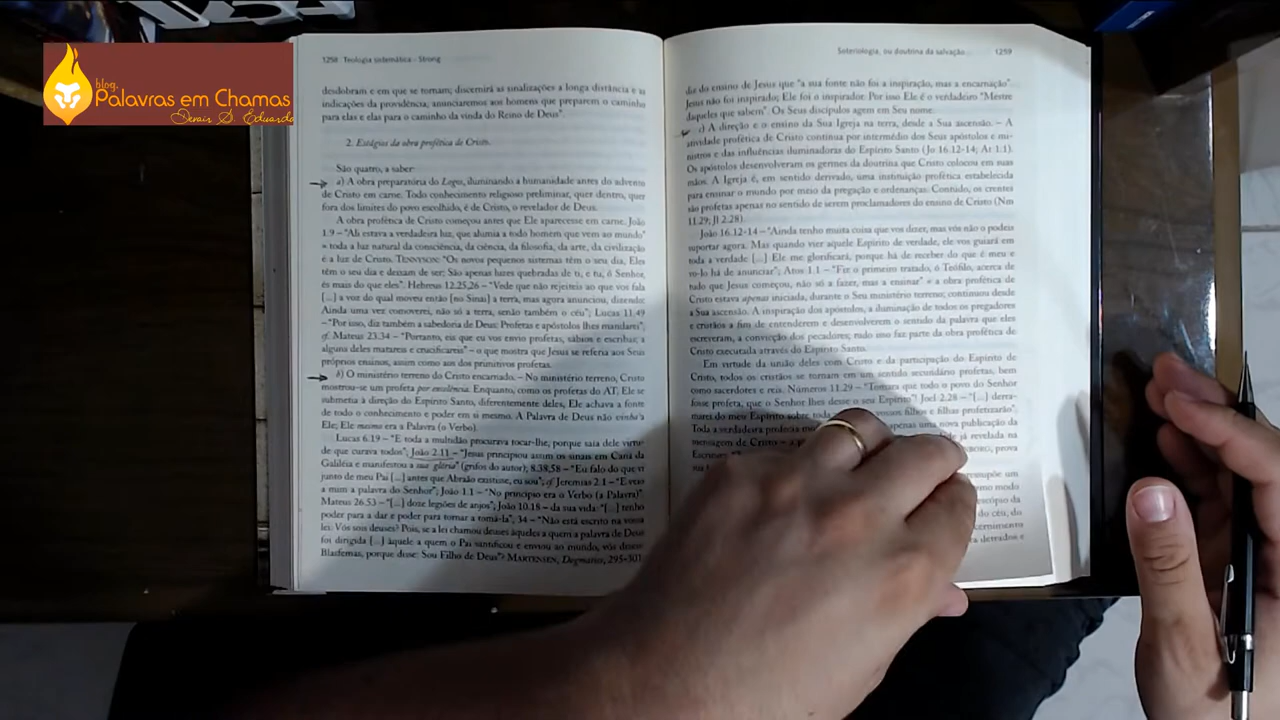 blog.
Palavras em Chamas
Denis S. Eduardo
1258 Teologia sistemática - Strong
desdobram e em que se tornam; discernirá as sinalizações a longa distância e as
indicações da providência; anunciaremos aos homens que preparem o caminho
para elas e elas para o caminho da vinda do Reino de Deus".
2. Estágios da obra profética de Cristo.
São quatro, a saber:
a) A obra preparatória do Logos, iluminando a humanidade antes do advento
de Cristo em carne. Todo conhecimento religioso preliminar, quer dentro, quer
fora dos limites do povo escolhido, é de Cristo, o revelador de Deus.
A obra profética de Cristo começou antes que Ele aparecesse em carne. João
1.9 – "Ali estava a verdadeira luz, que alumia a todo homem que vem ao mundo"
= toda a luz natural da consciência, da ciência, da filosofia, da arte, da civilização
é a luz de Cristo. TENNYSON: "Os novos pequenos sistemas têm o seu dia, Eles
têm o seu dia e deixam de ser; São apenas luzes quebradas de ti, e tu, ó Senhor,
és mais do que eles". Hebreus 12.25,26 – "Vede que não rejeiteis ao que vos fala
[...] a voz do qual moveu então [no Sinai] a terra, mas agora anunciou, dizendo:
Ainda uma vez comoverei, não só a terra, senão também o céu"; Lucas 11.49
– "Por isso, diz também a sabedoria de Deus: Profetas e apóstolos lhes mandarei";
cf. Mateus 23.34 – "Portanto, eis que eu vos envio profetas, sábios e escribas; a
alguns deles matareis e crucificareis" – o que mostra que Jesus se referia aos Seus
próprios ensinos, assim como aos dos primitivos profetas.
b) O ministério terreno do Cristo encarnado. – No ministério terreno, Cristo
mostrou-se um profeta por excelência. Enquanto, como os profetas do AT, Ele se
submetia à direção do Espírito Santo, diferentemente deles, Ele achava a fonte
de todo o conhecimento e poder em si mesmo. A Palavra de Deus não vinha a
Ele; Ele mesmo era a Palavra (o Verbo).
Lucas 6.19 – "E toda a multidão procurava tocar-lhe, porque saía dele virtu-
de que curava todos"; João 2.11 – "Jesus principiou assim os sinais em Caná da
Galiléia e manifestou a sua glória" (grifos do autor); 8.38,58 – "Eu falo do que vi
junto de meu Pai [...] antes que Abraão existisse, eu sou"; cf. Jeremias 2.1 – "E veio
a mim a palavra do Senhor"; João 1.1 – "No princípio era o Verbo (a Palavra)"
Mateus 26.53 – "[...] doze legiões de anjos"; João 10.18 – da sua vida: "[...] tenho
poder para a dar e poder para tornar a tomá-la"; 34 – "Não está escrito na vossa
lei: Vós sois deuses? Pois, se a lei chamou deuses àqueles a quem a palavra de Deus
foi dirigida [...] àquele a quem o Pai santificou e enviou ao mundo, vós dizeis:
Blasfemas, porque disse: Sou Filho de Deus"? MARTENSEN, Dogmatics, 295-301
Soteriologia, ou doutrina da salvação 1259
diz do ensino de Jesus que "a sua fonte não foi a inspiração, mas a encarnação".
Jesus não foi inspirado; Ele foi o inspirador. Por isso Ele é o verdadeiro "Mestre
daqueles que sabem". Os Seus discípulos agem em Seu nome.
c) A direção e o ensino da Sua Igreja na terra, desde a Sua ascensão. – A
atividade profética de Cristo continua por intermédio dos Seus apóstolos e mi-
nistros e das influências iluminadoras do Espírito Santo (Jo 16.12-14; At 1.1).
Os apóstolos desenvolveram os germes da doutrina que Cristo colocou em suas
mãos. A Igreja é, em sentido derivado, uma instituição profética estabelecida
para ensinar o mundo por meio da pregação e ordenanças. Contudo, os crentes
são profetas apenas no sentido de serem proclamadores do ensino de Cristo (Nm
11.29; Jl 2.28).
João 16.12-14 – "Ainda tenho muita coisa que vos dizer, mas vós não o podeis
suportar agora. Mas quando vier aquele Espírito de verdade, ele vos guiará em
toda a verdade [...] Ele me glorificará, porque há de receber do que é meu e
vo-lo há de anunciar"; Atos 1.1 – "Fiz o primeiro tratado, ó Teófilo, acerca de
tudo que Jesus começou, não só a fazer, mas a ensinar" = a obra profética de
Cristo estava apenas iniciada, durante o Seu ministério terreno; continuou desde
a Sua ascensão. A inspiração dos apóstolos, a iluminação de todos os pregadores
e cristãos a fim de entenderem e desenvolverem o sentido da palavra que eles
escreveram, a convicção dos pecadores; tudo isso faz parte da obra profética de
Cristo executada através do Espírito Santo.
Em virtude da união deles com Cristo e da participação do Espírito de
Cristo, todos os cristãos se tornam em um sentido secundário profetas, bem
como sacerdotes e reis. Números 11.29 – "Tomara que todo o povo do Senhor
fosse profeta, que o Senhor lhes desse o seu Espírito"! Joel 2.28 – "[...] derra-
marei do meu Espírito sobre toda vossos filhos e filhas profetizarão".
Toda a verdadeira profecia apenas uma nova publicação da
mensagem de Cristo – já revelada na
prova
pressupõe um
mo modo
escópio da
do céu, do
cernimento